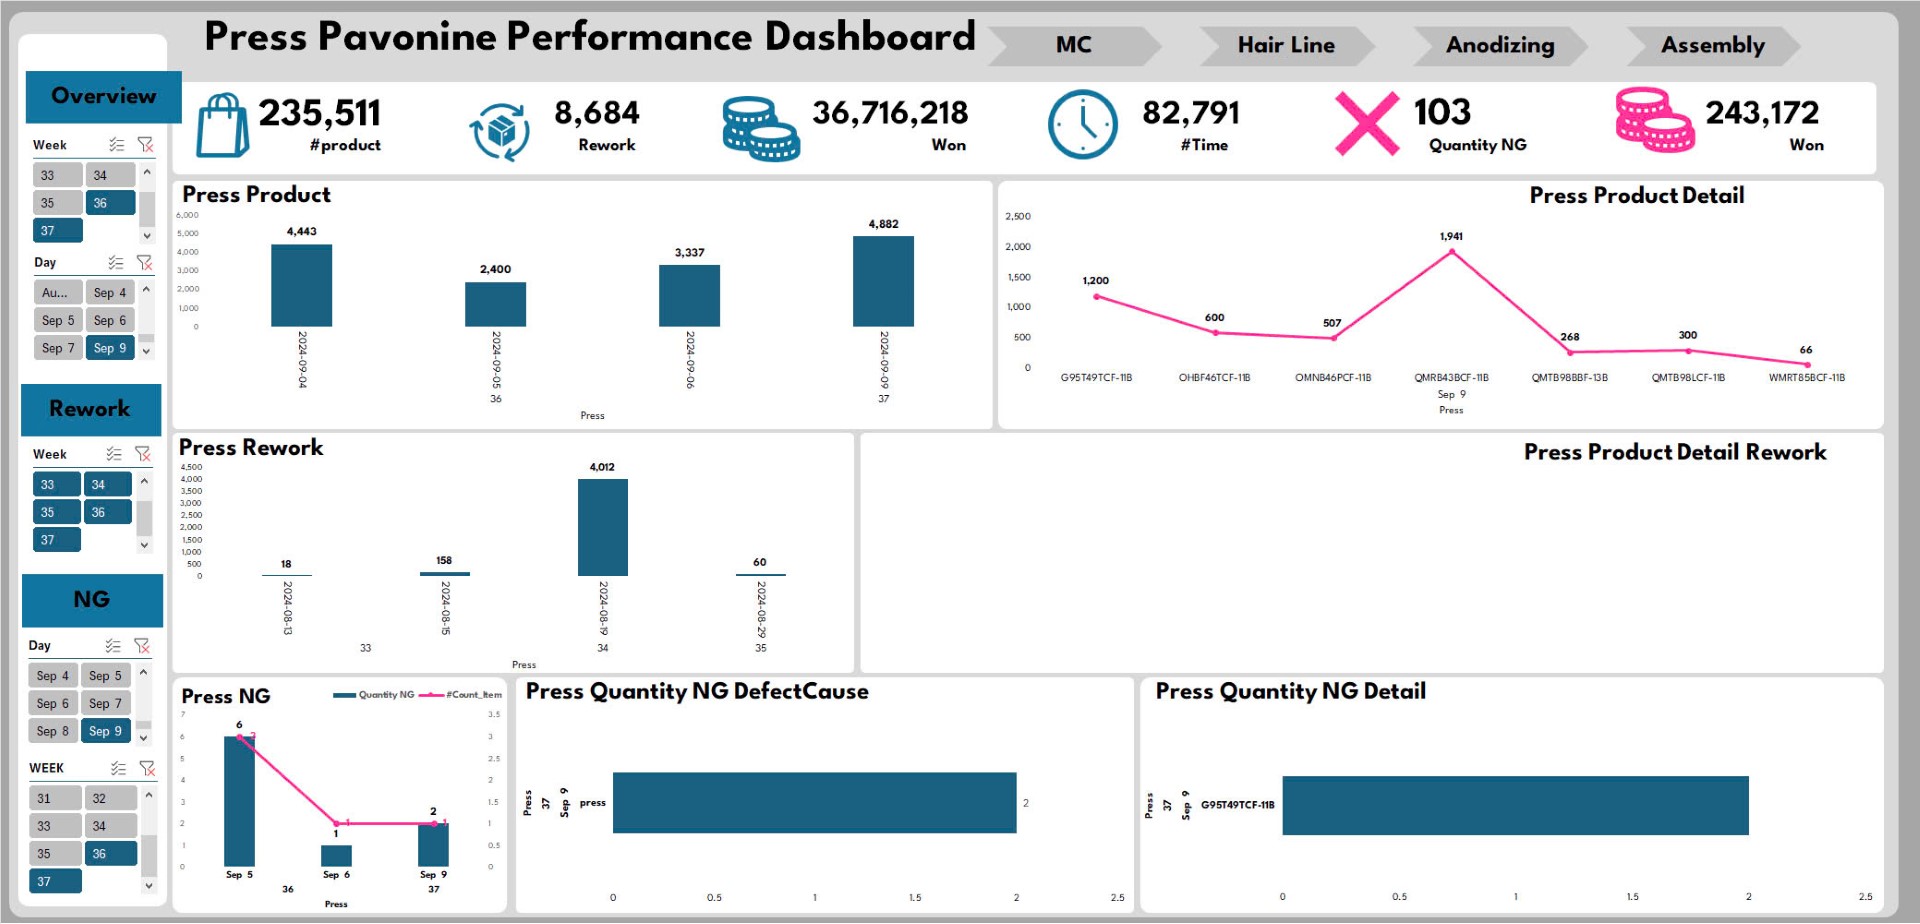 Press Pavonine Performance Dashboard
MC
Hair Line
Anodizing
Assembly
Overview
235,511
#product
8,684
Rework
36,716,218
Won
82,791
#Time
103
Quantity NG
243,172
Won
Week
33 34
35 36
37
Day
Au... Sep 4
Sep 5 Sep 6
Sep 7 Sep 9
Rework
Week
33 34
35 36
37
NG
Day
Sep 4 Sep 5
Sep 6 Sep 7
Sep 8 Sep 9
WEEK
31 32
33 34
35 36
37
Press Product
6,000
5,000
4,000
3,000
2,000
1,000
0
4,443
2,400
3,337
4,882
2024-09-04
2024-09-05
2024-09-06
2024-09-09
36
37
Press
Press Product Detail
2,500
2,000
1,500
1,000
500
0
1,200
600
507
1,941
268
300
66
G95T49TCF-11B
OHBF46TCF-11B
OMNB46PCF-11B
QMRB43BCF-11B
QMTB98BBF-13B
QMTB98LCF-11B
WMRT85BCF-11B
Sep 9
Press
Press Rework
4,500
4,000
3,500
3,000
2,500
2,000
1,500
1,000
500
0
18
158
4,012
60
2024-08-13
2024-08-15
2024-08-19
2024-08-29
33
34
35
Press
Press Product Detail Rework
Press NG
Quantity NG
#Count_Item
7
6
5
4
3
2
1
0
3.5
3
2.5
2
1.5
1
0.5
0
6
3
1
1
2
1
Sep 5
Sep 6
Sep 9
36
37
Press
Press Quantity NG DefectCause
Press
37
Sep 9
press
2
0
0.5
1
1.5
2
2.5
Press Quantity NG Detail
Press
37
Sep 9
G95T49TCF-11B
0
0.5
1
1.5
2
2.5